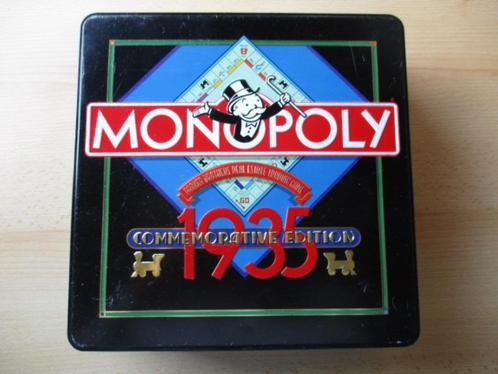 MONOPOLY
PARKER BROTHERS REAL ESTATE TRADING GAME
GO
1935
COMMEMORATIVE EDITION